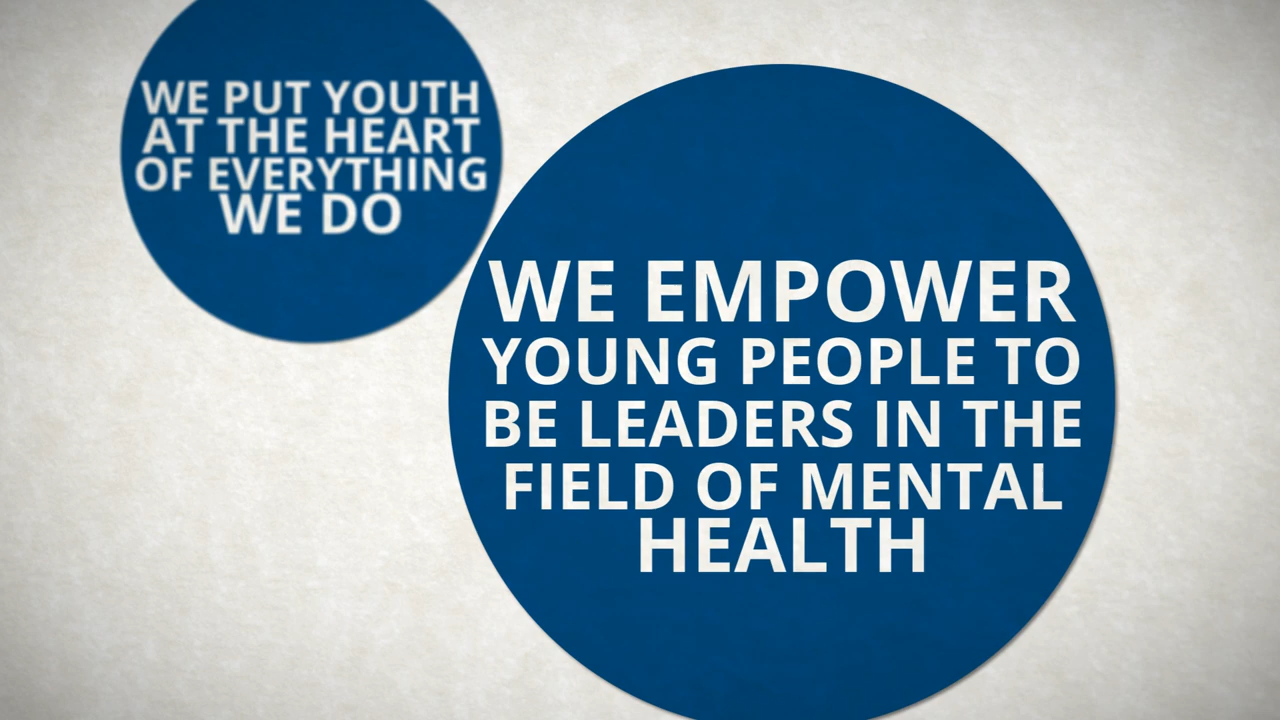 WE PUT YOUTH
AT THE HEART
OF EVERYTHING
WE DO
WE EMPOWER
YOUNG PEOPLE TO
BE LEADERS IN THE
FIELD OF MENTAL
HEALTH